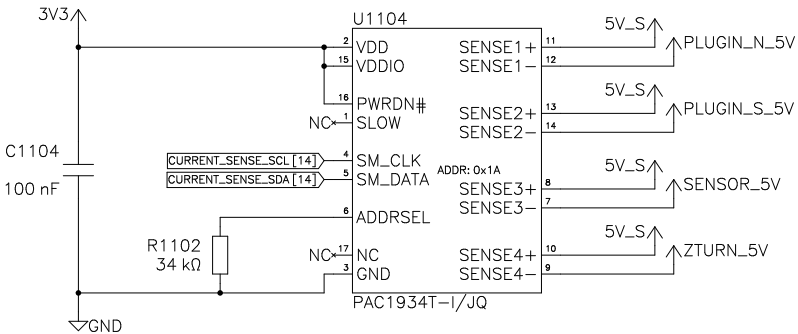 3V3
U1104
2 VDD
15 VDDIO
16 PWRDN#
NC 1 SLOW
CURRENT_SENSE_SCL [14] 4 SM_CLK
CURRENT_SENSE_SDA [14] 5 SM_DATA
6 ADDRSEL
NC 17 NC
3 GND
ADDR: 0x1A
SENSE1+ 11 5V_S
SENSE1- 12 PLUGIN_N_5V
SENSE2+ 13 5V_S
SENSE2- 14 PLUGIN_S_5V
SENSE3+ 8 5V_S
SENSE3- 7 SENSOR_5V
SENSE4+ 10 5V_S
SENSE4- 9 ZTURN_5V
PAC1934T-I/JQ
C1104
100 nF
R1102
34 kΩ
GND